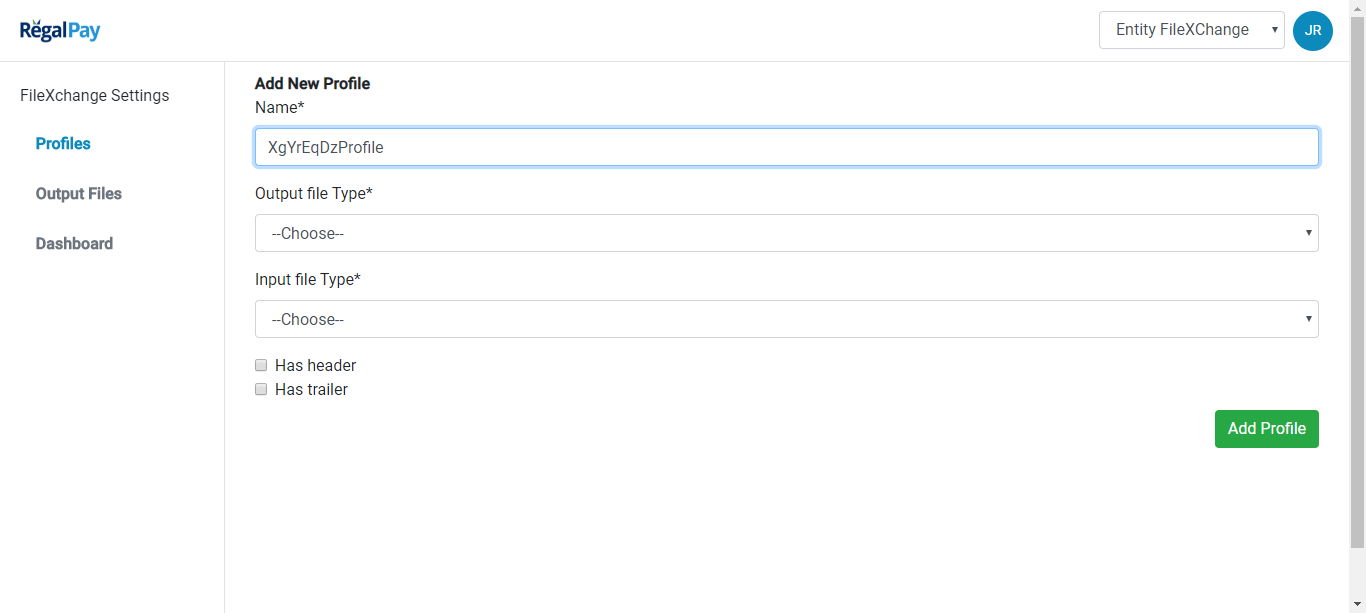 RegalPay
Entity FileXChange
JR
FileXchange Settings
Profiles
Output Files
Dashboard
Add New Profile
Name*
XgYrEqDzProfile
Output file Type*
--Choose--
Input file Type*
--Choose--
Has header
Has trailer
Add Profile